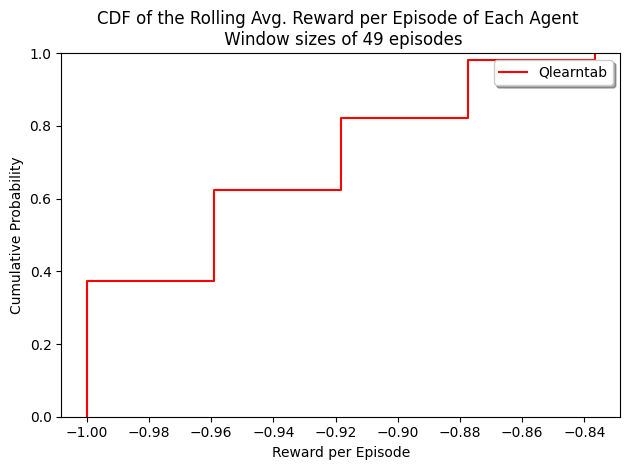 CDF of the Rolling Avg. Reward per Episode of Each Agent
Window sizes of 49 episodes
Qlearntab
Cumulative Probability
1.0
0.8
0.6
0.4
0.2
0.0
−1.00 −0.98 −0.96 −0.94 −0.92 −0.90 −0.88 −0.86 −0.84
Reward per Episode